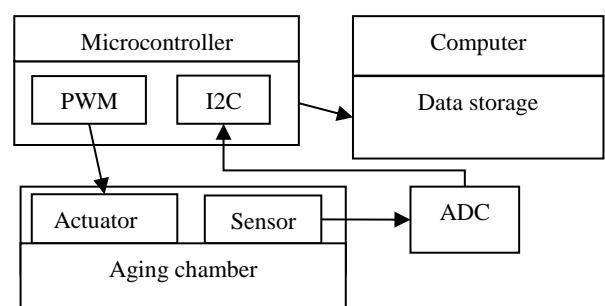 Microcontroller
Computer
PWM
I2C
Data storage
Actuator
Sensor
ADC
Aging chamber